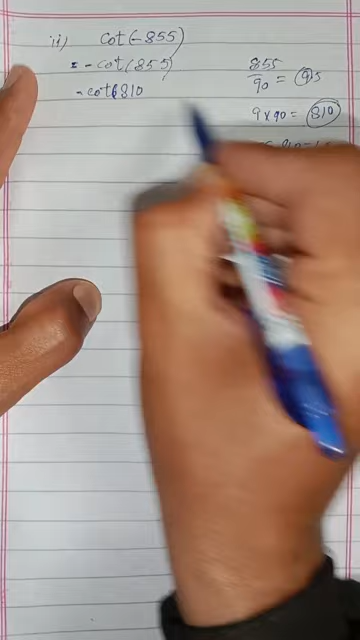 ii) cot(-855)
= -cot(855)
-cot(810
855
90 = 9.5
9 x 90 = 810